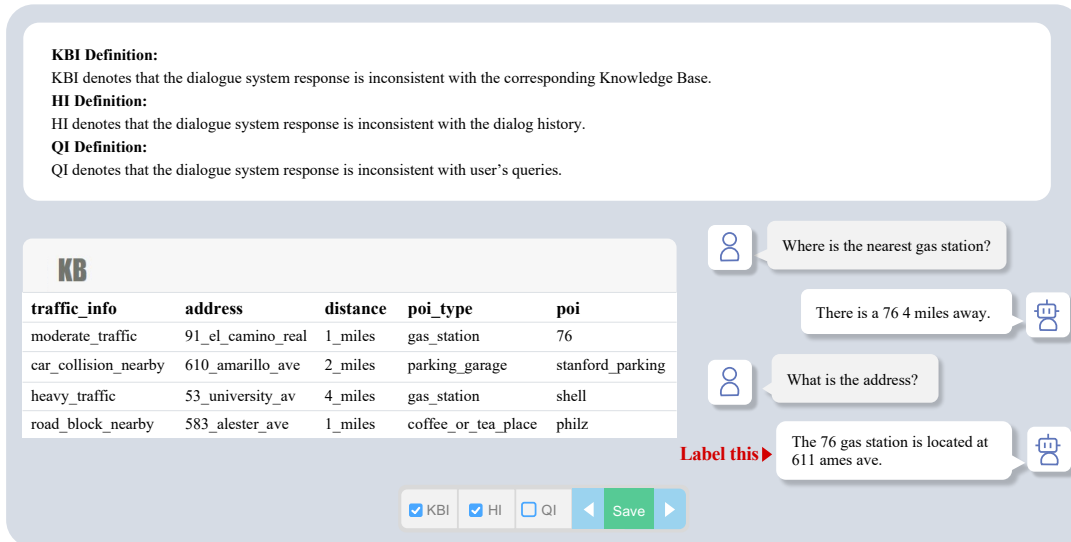 KBI Definition:
KBI denotes that the dialogue system response is inconsistent with the corresponding Knowledge Base.
HI Definition:
HI denotes that the dialogue system response is inconsistent with the dialog history.
QI Definition:
QI denotes that the dialogue system response is inconsistent with user's queries.
KB
traffic_info address distance poi_type poi
moderate_traffic 91_el_camino_real 1_miles gas_station 76
car_collision_nearby 610_amarillo_ave 2_miles parking_garage stanford_parking
heavy_traffic 53_university_av 4_miles gas_station shell
road_block_nearby 583_alester_ave 1_miles coffee_or_tea_place philz
Where is the nearest gas station?
There is a 76 4 miles away.
What is the address?
Label this
The 76 gas station is located at
611 ames ave.
KBI HI QI Save